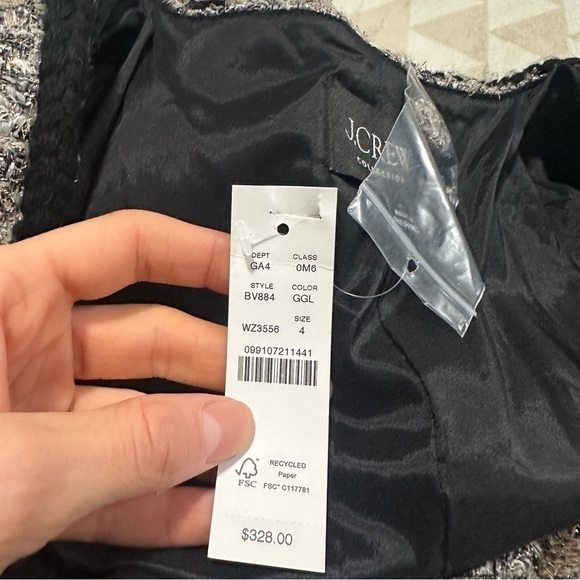 J.CREW
COLLECTION
DEPT CLASS
GA4 0M6
STYLE COLOR
BV884 GGL
SIZE
WZ3556 4
099107211441
RECYCLED
Paper
FSC
FSC® C117781
$328.00